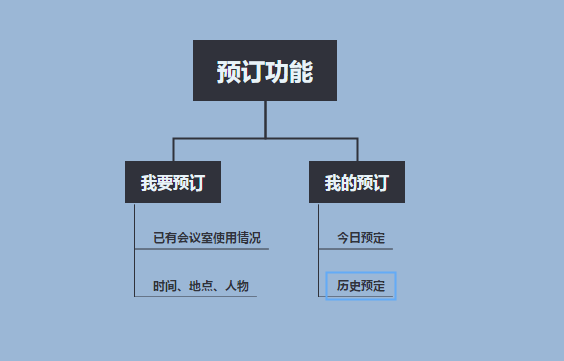 预订功能
我要预订
我的预订
已有会议室使用情况
今日预定
时间、地点、人物
历史预定